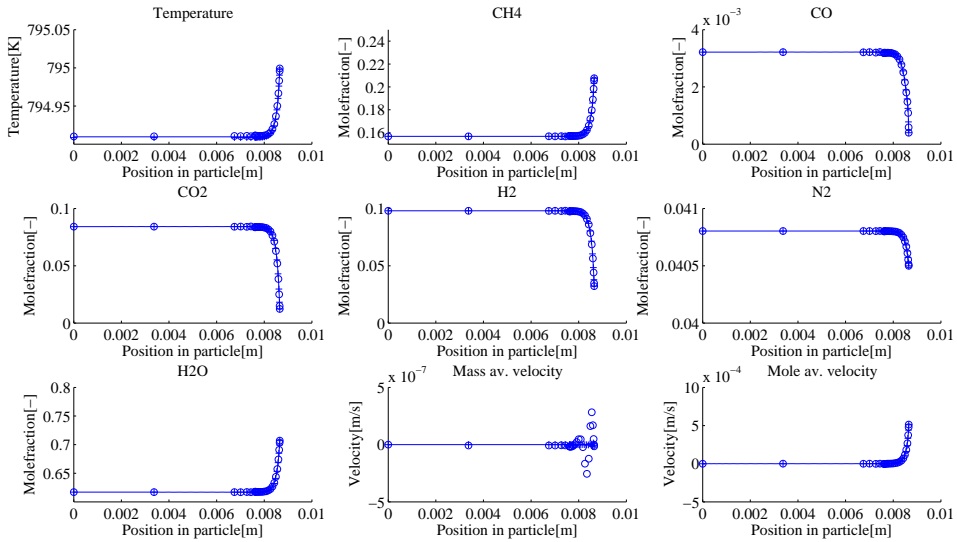 Temperature
CH4
CO
x 10⁻³
795.05
795
794.95
Temperature[K]
0 0.002 0.004 0.006 0.008 0.01
Position in particle[m]
0.24
0.22
0.2
0.18
0.16
Molefraction[−]
0 0.002 0.004 0.006 0.008 0.01
Position in particle[m]
4
2
0
Molefraction[−]
0 0.002 0.004 0.006 0.008 0.01
Position in particle[m]
CO2
H2
N2
0.1
0.05
0
Molefraction[−]
0 0.002 0.004 0.006 0.008 0.01
Position in particle[m]
0.1
0.05
0
Molefraction[−]
0 0.002 0.004 0.006 0.008 0.01
Position in particle[m]
0.041
0.0405
0.04
Molefraction[−]
0 0.002 0.004 0.006 0.008 0.01
Position in particle[m]
H2O
Mass av. velocity
Mole av. velocity
0.8
0.75
0.7
0.65
Molefraction[−]
0 0.002 0.004 0.006 0.008 0.01
Position in particle[m]
x 10⁻⁷
5
0
−5
Velocity[m/s]
0 0.002 0.004 0.006 0.008 0.01
Position in particle[m]
x 10⁻⁴
10
5
0
−5
Velocity[m/s]
0 0.002 0.004 0.006 0.008 0.01
Position in particle[m]